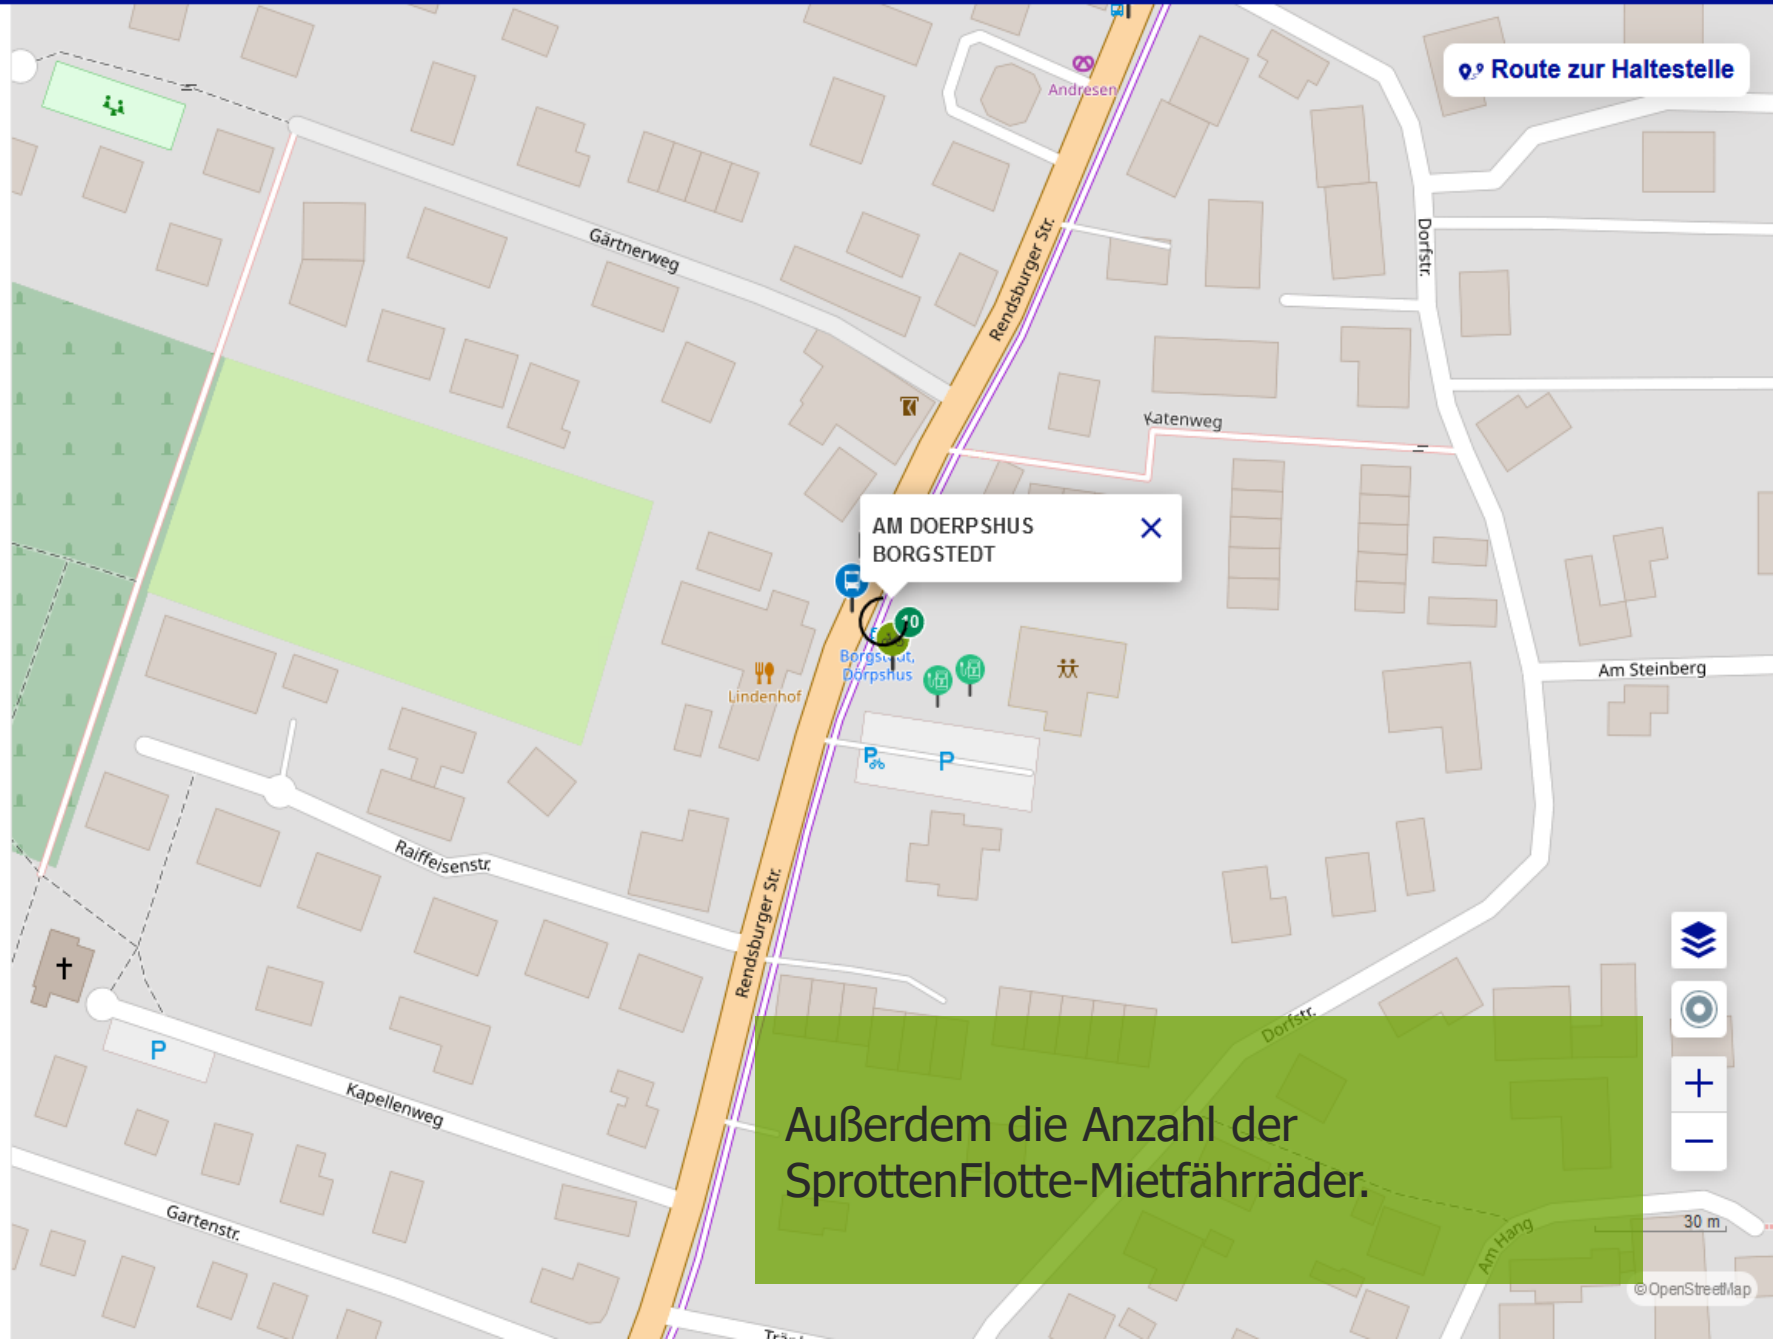 Andresen
Route zur Haltestelle
Gärtnerweg
Rendsburger Str.
Dorfstr.
Katenweg
AM DOERPSHUS
BORGSTEDT
10
Dörpshus
Lindenhof
Am Steinberg
P
P
Raiffeisenstr.
Rendsburger Str.
Dorfstr.
P
Kapellenweg
Außerdem die Anzahl der
SprottenFlotte-Mietfährräder.
Gartenstr.
Am Hang
30 m
©OpenStreetMap